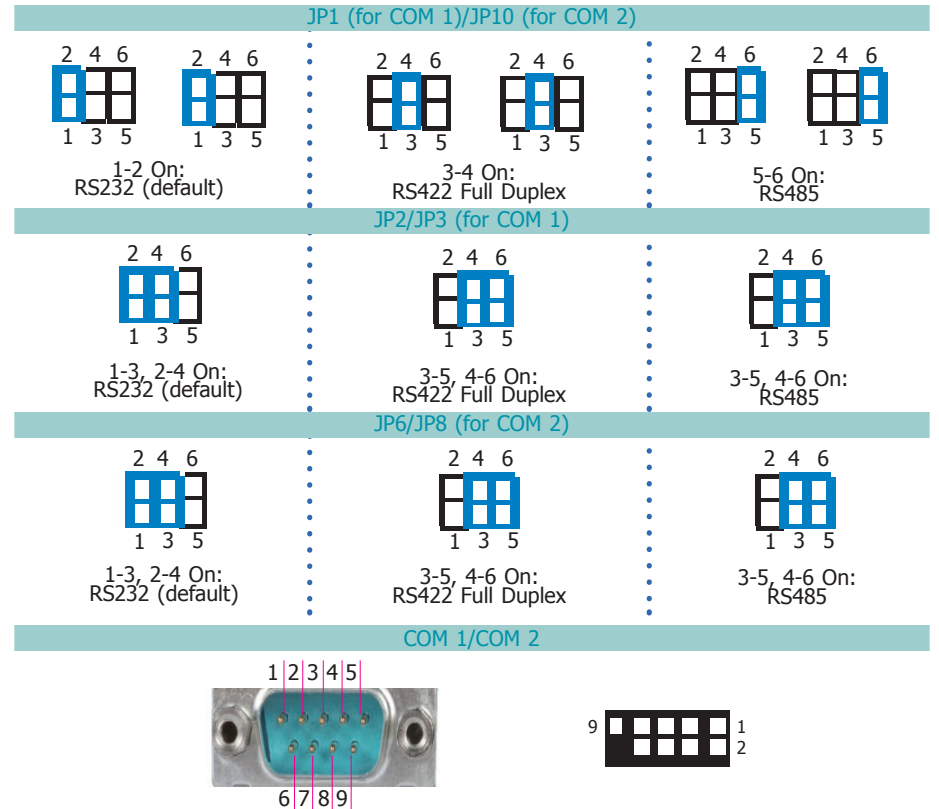 JP1 (for COM 1)/JP10 (for COM 2)
2 4 6 2 4 6 2 4 6 2 4 6 2 4 6 2 4 6
1 3 5 1 3 5 1 3 5 1 3 5 1 3 5 1 3 5
1-2 On: 3-4 On: 5-6 On:
RS232 (default) RS422 Full Duplex RS485
JP2/JP3 (for COM 1)
2 4 6 2 4 6 2 4 6
1 3 5 1 3 5 1 3 5
1-3, 2-4 On: 3-5, 4-6 On: 3-5, 4-6 On:
RS232 (default) RS422 Full Duplex RS485
JP6/JP8 (for COM 2)
2 4 6 2 4 6 2 4 6
1 3 5 1 3 5 1 3 5
1-3, 2-4 On: 3-5, 4-6 On: 3-5, 4-6 On:
RS232 (default) RS422 Full Duplex RS485
COM 1/COM 2
1 2 3 4 5
9 1
2
6 7 8 9